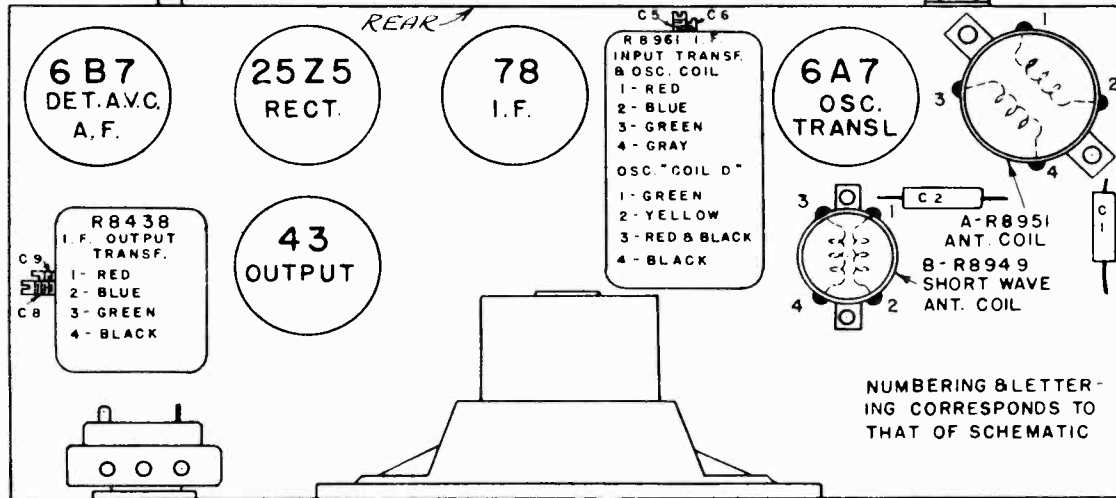 REAR
6B7
DET. A.V.C.
A.F.
25Z5
RECT.
78
I.F.
C5 C6
R8961 I.F.
INPUT TRANSF.
& OSC. COIL
1 - RED
2 - BLUE
3 - GREEN
4 - GRAY
OSC. "COIL D"
1 - GREEN
2 - YELLOW
3 - RED & BLACK
4 - BLACK
6A7
OSC.
TRANSL
1
2
3
4
A-R8951
ANT. COIL
C1
C2
3
1
4
2
B-R8949
SHORT WAVE
ANT. COIL
R8438
I.F. OUTPUT
TRANSF.
1 - RED
2 - BLUE
3 - GREEN
4 - BLACK
C9
C8
43
OUTPUT
NUMBERING & LETTER-
ING CORRESPONDS TO
THAT OF SCHEMATIC